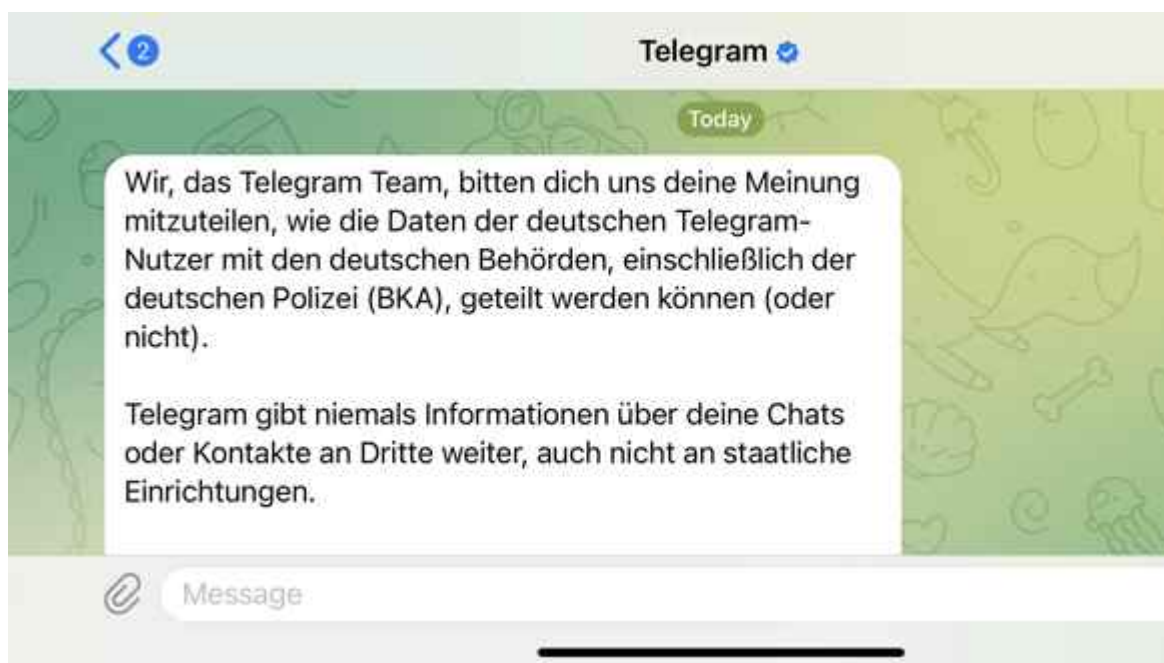 2
Telegram
Today
Wir, das Telegram Team, bitten dich uns deine Meinung
mitzuteilen, wie die Daten der deutschen Telegram-
Nutzer mit den deutschen Behörden, einschließlich der
deutschen Polizei (BKA), geteilt werden können (oder
nicht).
Telegram gibt niemals Informationen über deine Chats
oder Kontakte an Dritte weiter, auch nicht an staatliche
Einrichtungen.
Message